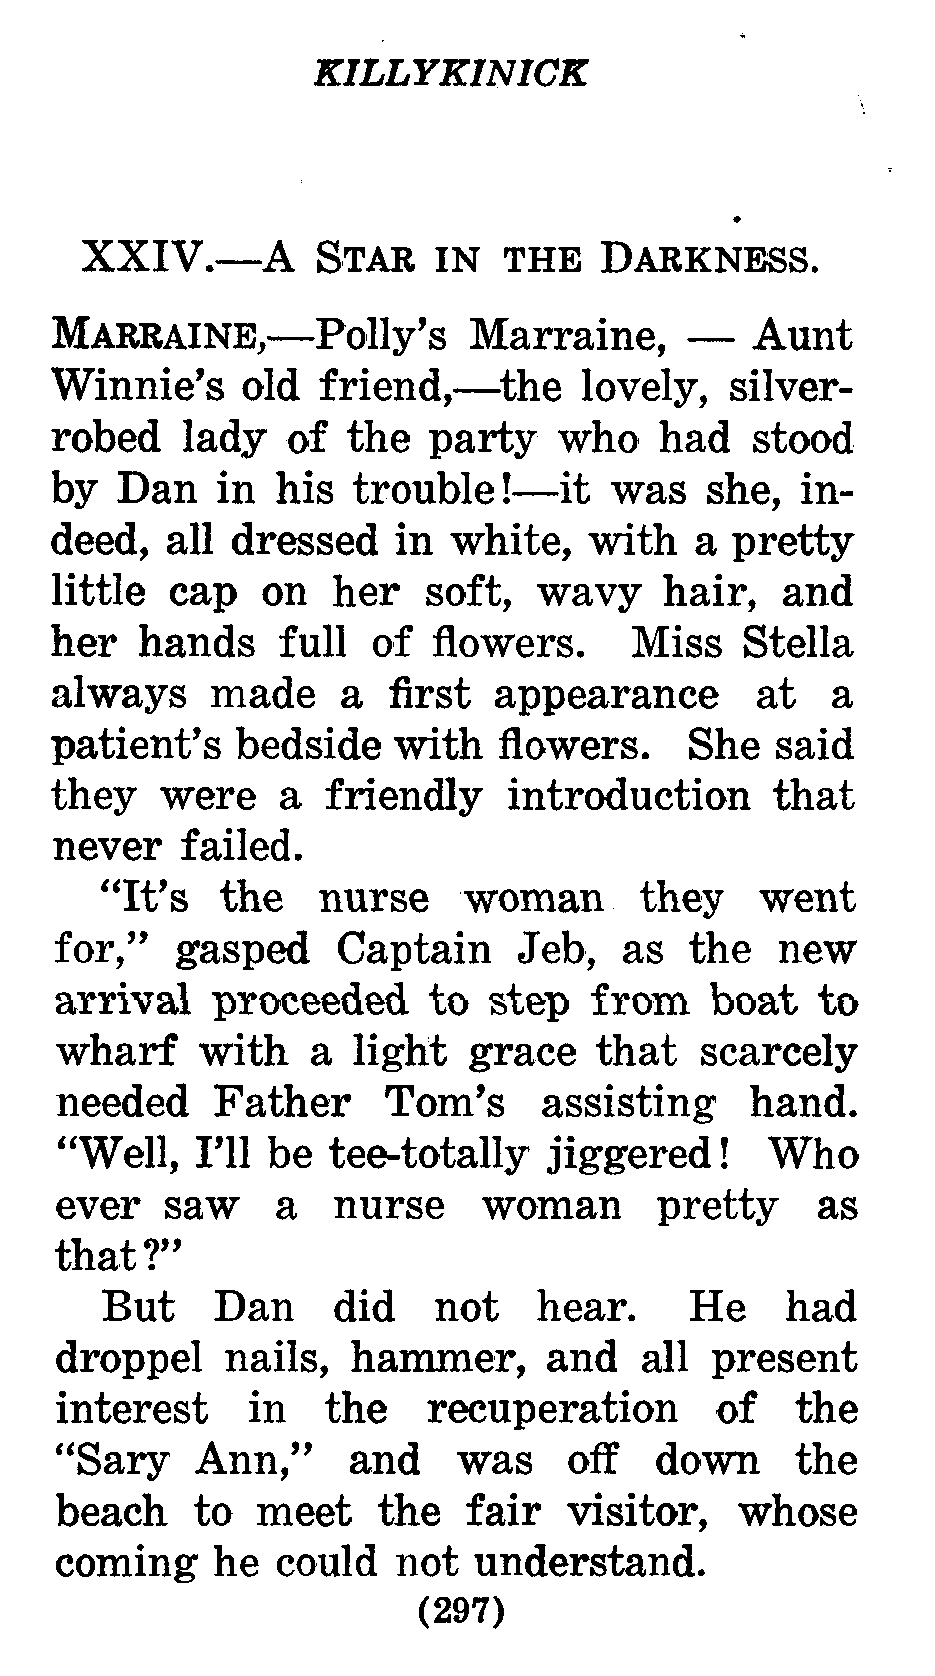 KILLYKINICK
XXIV.—A STAR IN THE DARKNESS.
MARRAINE,—Polly's Marraine, — Aunt
Winnie's old friend,—the lovely, silver-
robed lady of the party who had stood
by Dan in his trouble!—it was she, in-
deed, all dressed in white, with a pretty
little cap on her soft, wavy hair, and
her hands full of flowers. Miss Stella
always made a first appearance at a
patient's bedside with flowers. She said
they were a friendly introduction that
never failed.
"It's the nurse woman they went
for," gasped Captain Jeb, as the new
arrival proceeded to step from boat to
wharf with a light grace that scarcely
needed Father Tom's assisting hand.
"Well, I'll be tee-totally jiggered! Who
ever saw a nurse woman pretty as
that?"
But Dan did not hear. He had
droppel nails, hammer, and all present
interest in the recuperation of the
"Sary Ann," and was off down the
beach to meet the fair visitor, whose
coming he could not understand.
(297)